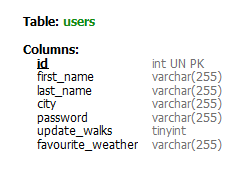 Table: users
Columns:
id int UN PK
first_name varchar(255)
last_name varchar(255)
city varchar(255)
password varchar(255)
update_walks tinyint
favourite_weather varchar(255)